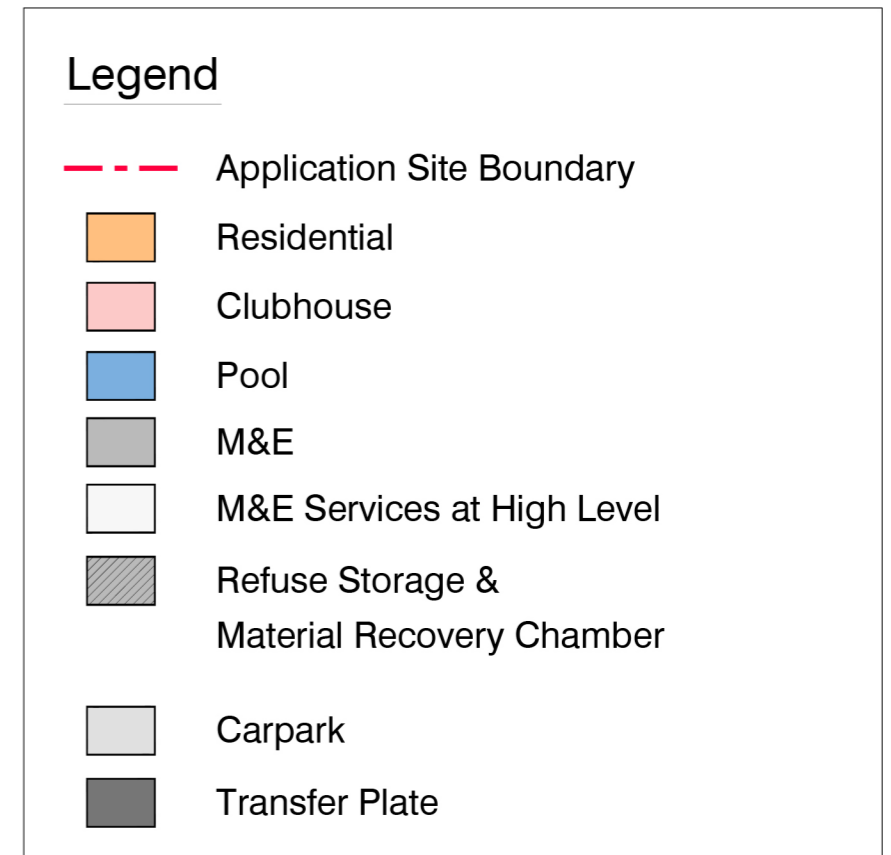 Legend
Application Site Boundary
Residential
Clubhouse
Pool
M&E
M&E Services at High Level
Refuse Storage &
Material Recovery Chamber
Carpark
Transfer Plate